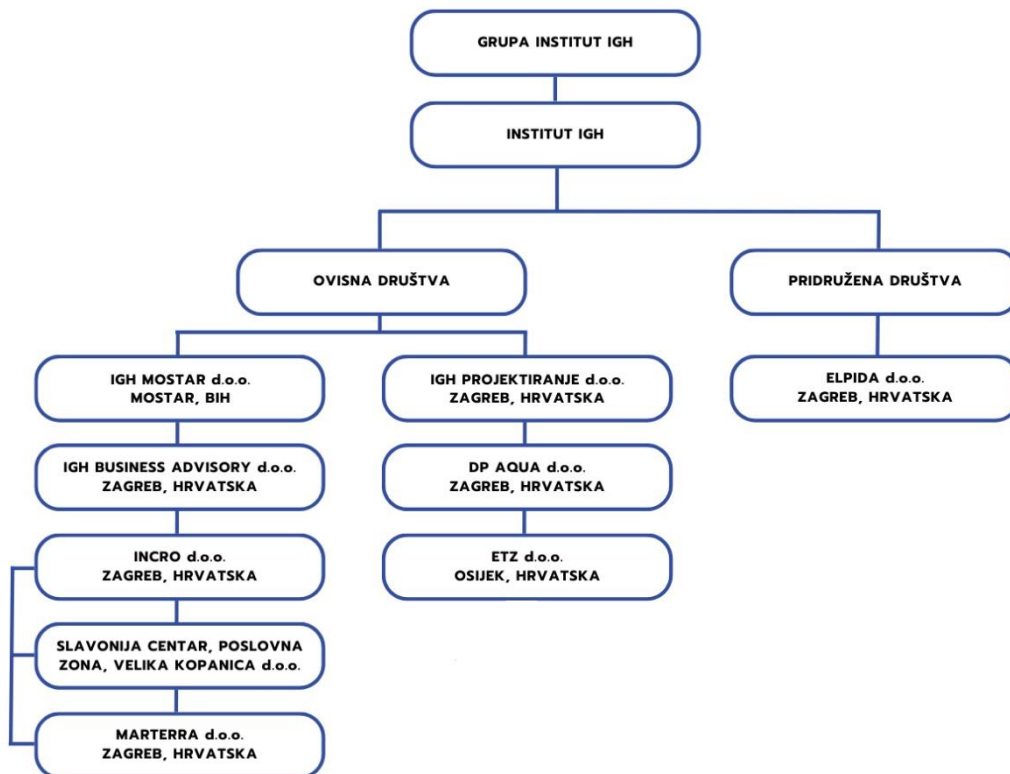 GRUPA INSTITUT IGH
INSTITUT IGH
OVISNA DRUŠTVA
PRIDRUŽENA DRUŠTVA
IGH MOSTAR d.o.o.
MOSTAR, BIH
IGH PROJEKTIRANJE d.o.o.
ZAGREB, HRVATSKA
ELPIDA d.o.o.
ZAGREB, HRVATSKA
IGH BUSINESS ADVISORY d.o.o.
ZAGREB, HRVATSKA
DP AQUA d.o.o.
ZAGREB, HRVATSKA
INCRO d.o.o.
ZAGREB, HRVATSKA
ETZ d.o.o.
OSIJEK, HRVATSKA
SLAVONIJA CENTAR, POSLOVNA
ZONA, VELIKA KOPANICA d.o.o.
MARTERRA d.o.o.
ZAGREB, HRVATSKA